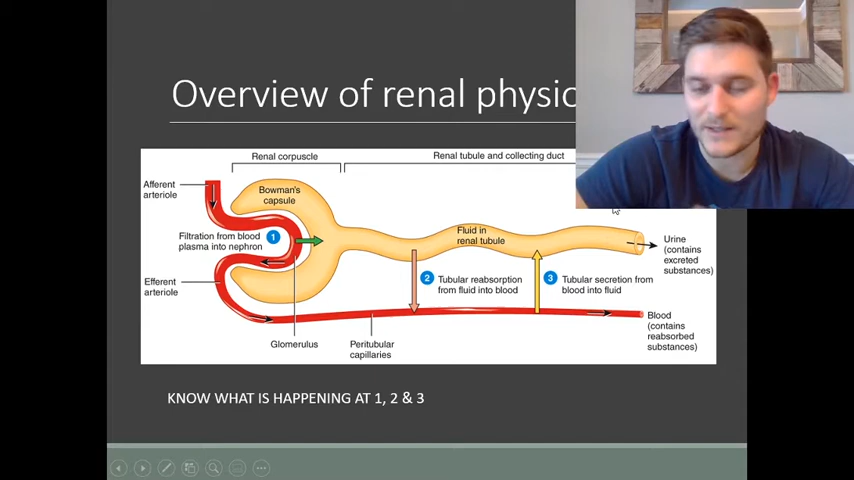 Overview of renal physio
Renal corpuscle
Renal tubule and collecting duct
Afferent
arteriole
Bowman's
capsule
Filtration from blood
plasma into nephron
1
Fluid in
renal tubule
Urine
(contains
excreted
substances)
Efferent
arteriole
2
Tubular reabsorption
from fluid into blood
3
Tubular secretion from
blood into fluid
Blood
(contains
reabsorbed
substances)
Glomerulus
Peritubular
capillaries
KNOW WHAT IS HAPPENING AT 1, 2 & 3